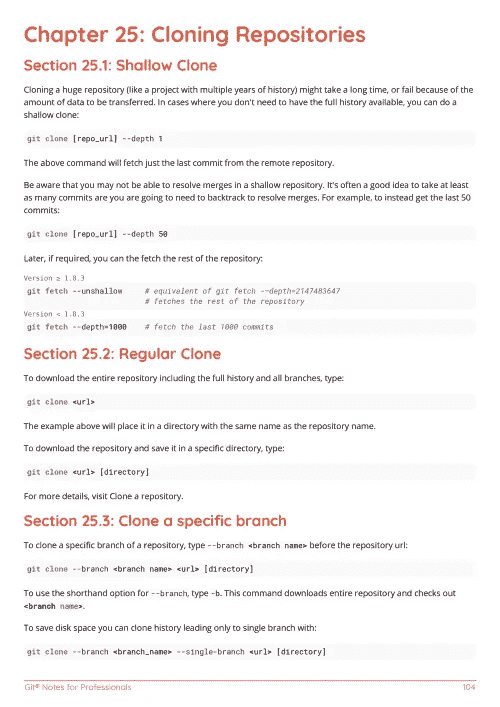 Chapter 25: Cloning Repositories
Section 25.1: Shallow Clone
Cloning a huge repository (like a project with multiple years of history) might take a long time, or fail because of the
amount of data to be transferred. In cases where you don't need to have the full history available, you can do a
shallow clone:
git clone [repo_url] --depth 1
The above command will fetch just the last commit from the remote repository.
Be aware that you may not be able to resolve merges in a shallow repository. It's often a good idea to take at least
as many commits are you are going to need to backtrack to resolve merges. For example, to instead get the last 50
commits:
git clone [repo_url] --depth 50
Later, if required, you can the fetch the rest of the repository:
Version ≥ 1.8.3
git fetch --unshallow # equivalent of git fetch --depth=2147483647
# fetches the rest of the repository
Version < 1.8.3
git fetch --depth=1000 # fetch the last 1000 commits
Section 25.2: Regular Clone
To download the entire repository including the full history and all branches, type:
git clone <url>
The example above will place it in a directory with the same name as the repository name.
To download the repository and save it in a specific directory, type:
git clone <url> [directory]
For more details, visit Clone a repository.
Section 25.3: Clone a specific branch
To clone a specific branch of a repository, type --branch <branch name> before the repository url:
git clone --branch <branch name> <url> [directory]
To use the shorthand option for --branch, type -b. This command downloads entire repository and checks out
<branch name>.
To save disk space you can clone history leading only to single branch with:
git clone --branch <branch_name> --single-branch <url> [directory]
Git® Notes for Professionals 104